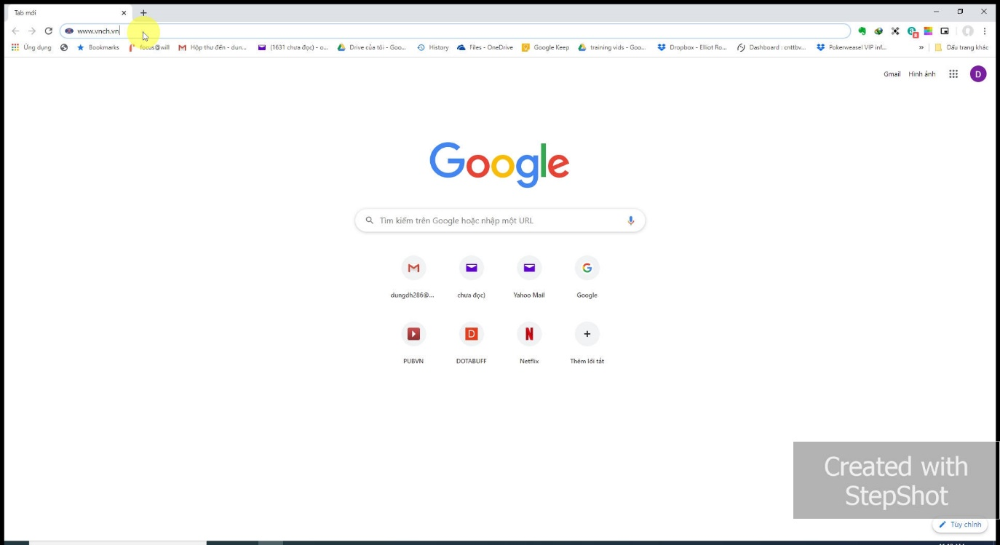 Tab mới
www.vnch.vn
Ứng dụng Bookmarks focus@will Hộp thư đến - dun... (1631 chưa đọc) - o... Drive của tôi - Goo... History Files - OneDrive Google Keep training vids - Goo... Dropbox - Elliot Ro... Dashboard : cnttbv... Pokerweasel VIP inf... » Dấu trang khác
Gmail Hình ảnh D
Google
Tìm kiếm trên Google hoặc nhập một URL
dungdh286@... chưa đọc) Yahoo Mail Google
PUBVN DOTABUFF Netflix Thêm lối tắt
Created with
StepShot
Tùy chỉnh